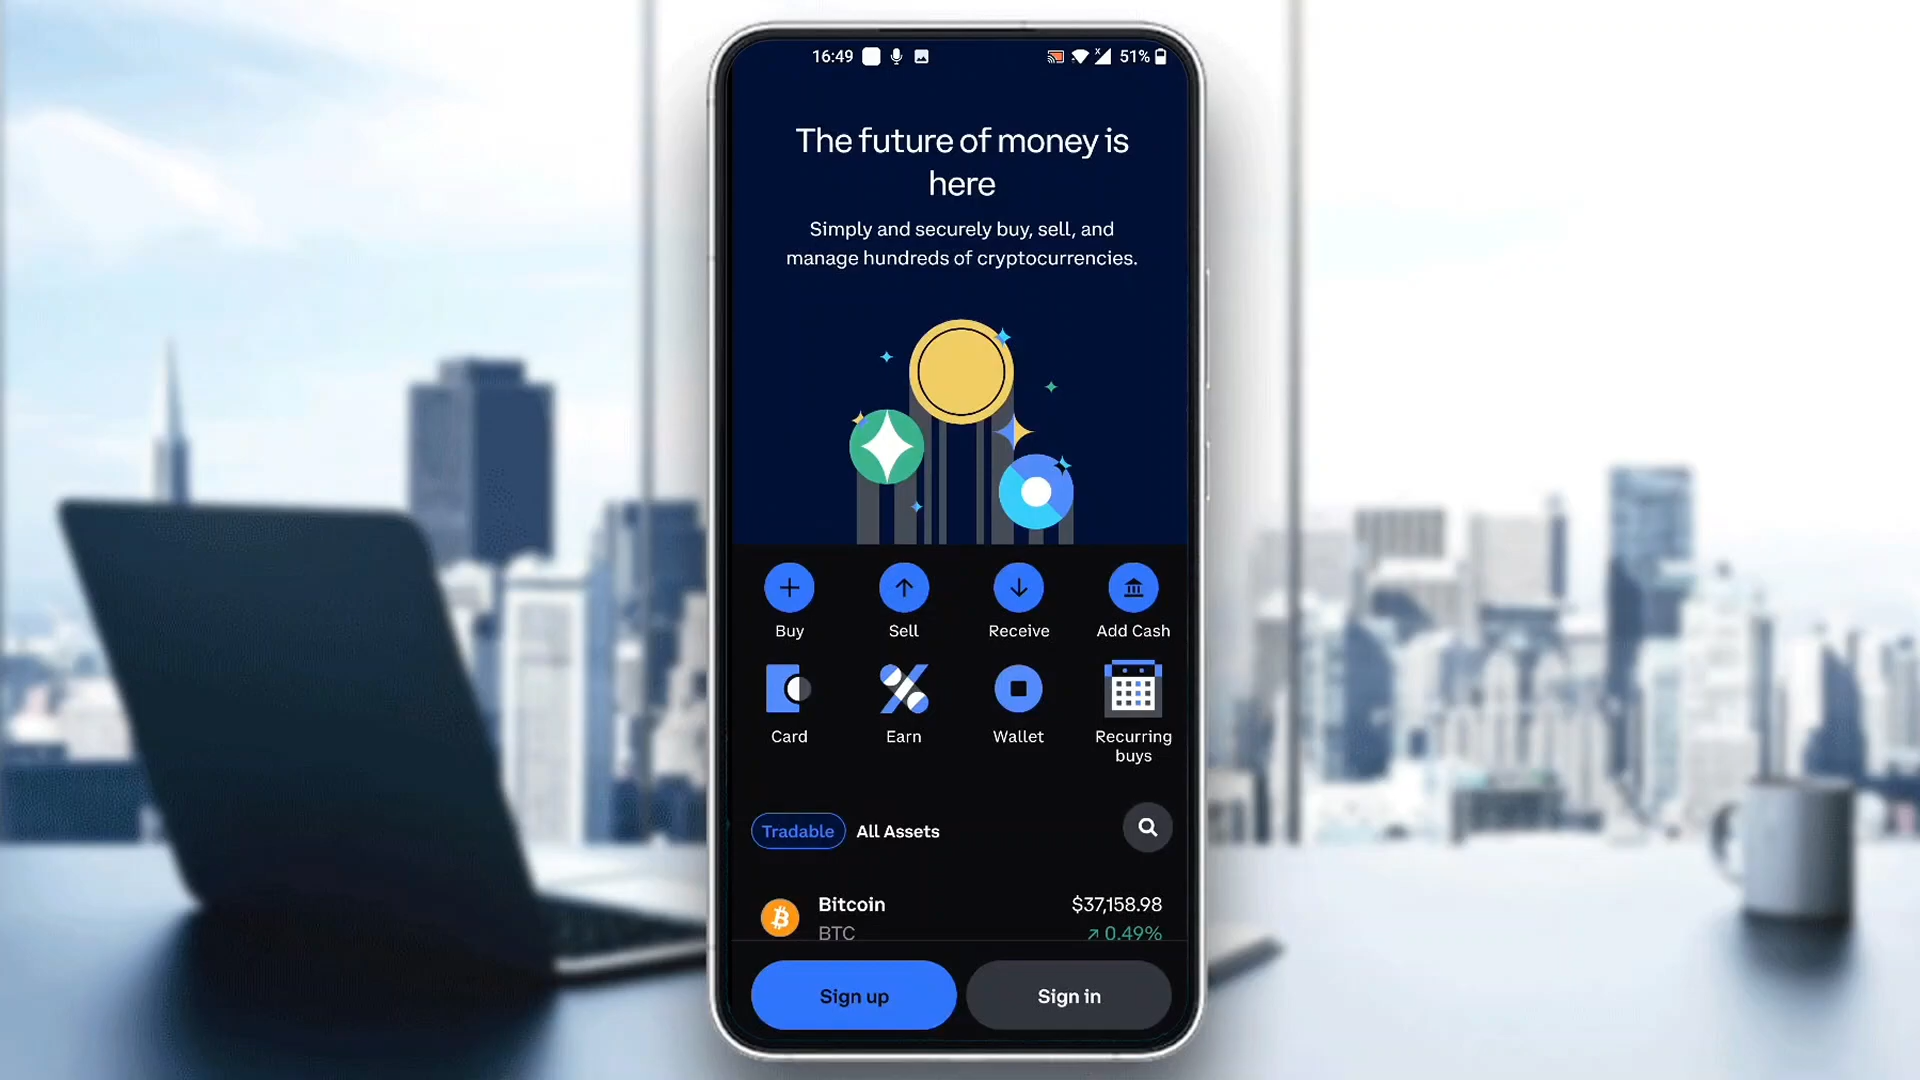 16:49
51%
The future of money is
here
Simply and securely buy, sell, and
manage hundreds of cryptocurrencies.
Buy
Sell
Receive
Add Cash
Card
Earn
Wallet
Recurring
buys
Tradable
All Assets
Bitcoin
$37,158.98
BTC
↗ 0.49%
Sign up
Sign in